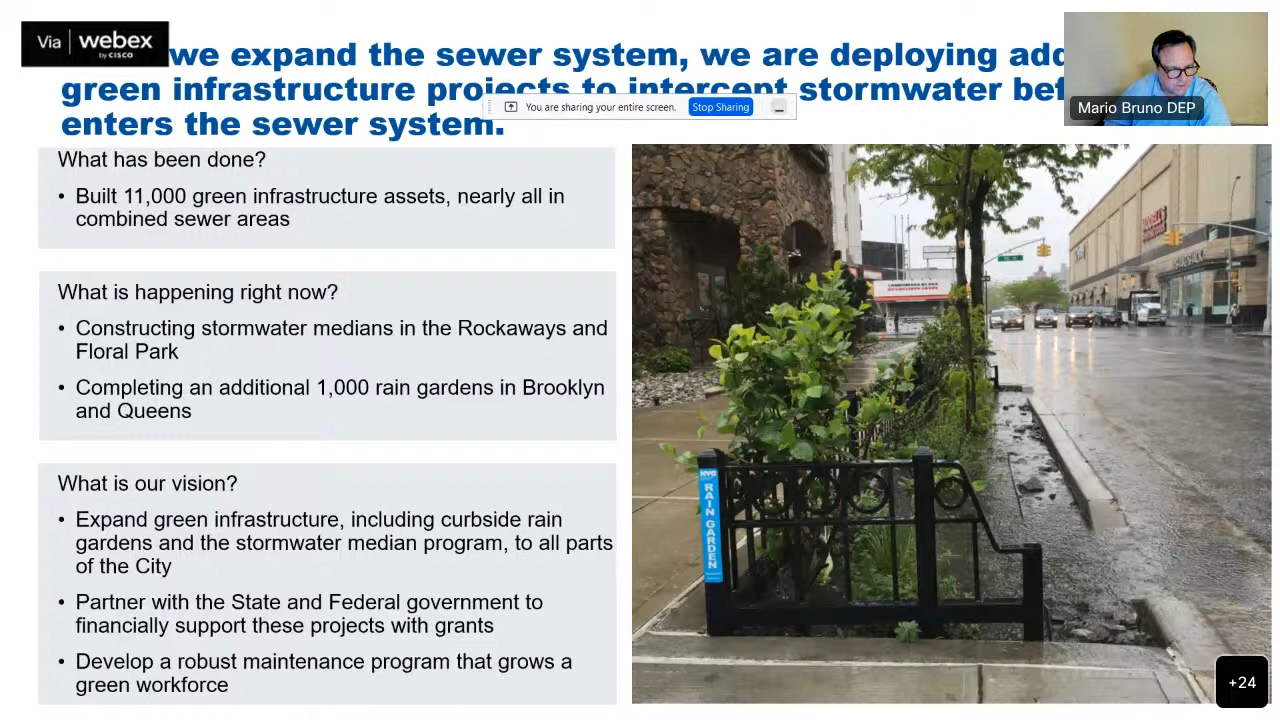 Via webex
by CISCO
we expand the sewer system, we are deploying add
green infrastructure projects to intercept stormwater bef
enters the sewer system.
You are sharing your entire screen. Stop Sharing
Mario Bruno DEP
What has been done?
• Built 11,000 green infrastructure assets, nearly all in
combined sewer areas
What is happening right now?
• Constructing stormwater medians in the Rockaways and
Floral Park
• Completing an additional 1,000 rain gardens in Brooklyn
and Queens
What is our vision?
• Expand green infrastructure, including curbside rain
gardens and the stormwater median program, to all parts
of the City
• Partner with the State and Federal government to
financially support these projects with grants
• Develop a robust maintenance program that grows a
green workforce
NYC
RAIN GARDEN
+24